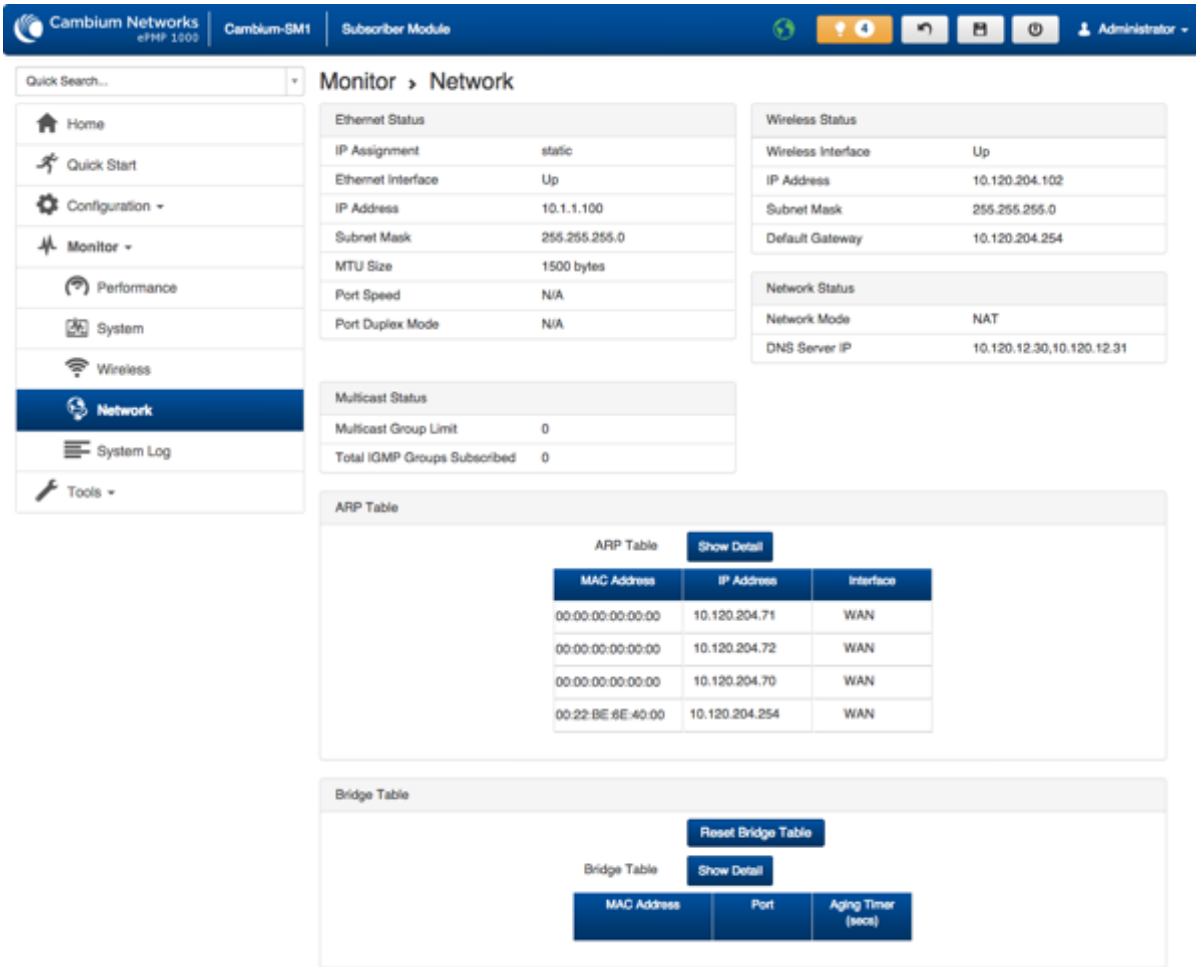 Cambium Networks
ePMP 1000
Cambium-SM1
Subscriber Module
4
Administrator
Quick Search...
Home
Quick Start
Configuration
Monitor
Performance
System
Wireless
Network
System Log
Tools
Monitor > Network
Ethernet Status
IP Assignment static
Ethernet Interface Up
IP Address 10.1.1.100
Subnet Mask 255.255.255.0
MTU Size 1500 bytes
Port Speed N/A
Port Duplex Mode N/A
Wireless Status
Wireless Interface Up
IP Address 10.120.204.102
Subnet Mask 255.255.255.0
Default Gateway 10.120.204.254
Network Status
Network Mode NAT
DNS Server IP 10.120.12.30,10.120.12.31
Multicast Status
Multicast Group Limit 0
Total IGMP Groups Subscribed 0
ARP Table
ARP Table Show Detail
MAC Address IP Address Interface
00:00:00:00:00:00 10.120.204.71 WAN
00:00:00:00:00:00 10.120.204.72 WAN
00:00:00:00:00:00 10.120.204.70 WAN
00:22:BE:6E:40:00 10.120.204.254 WAN
Bridge Table
Reset Bridge Table
Bridge Table Show Detail
MAC Address Port Aging Timer
(secs)